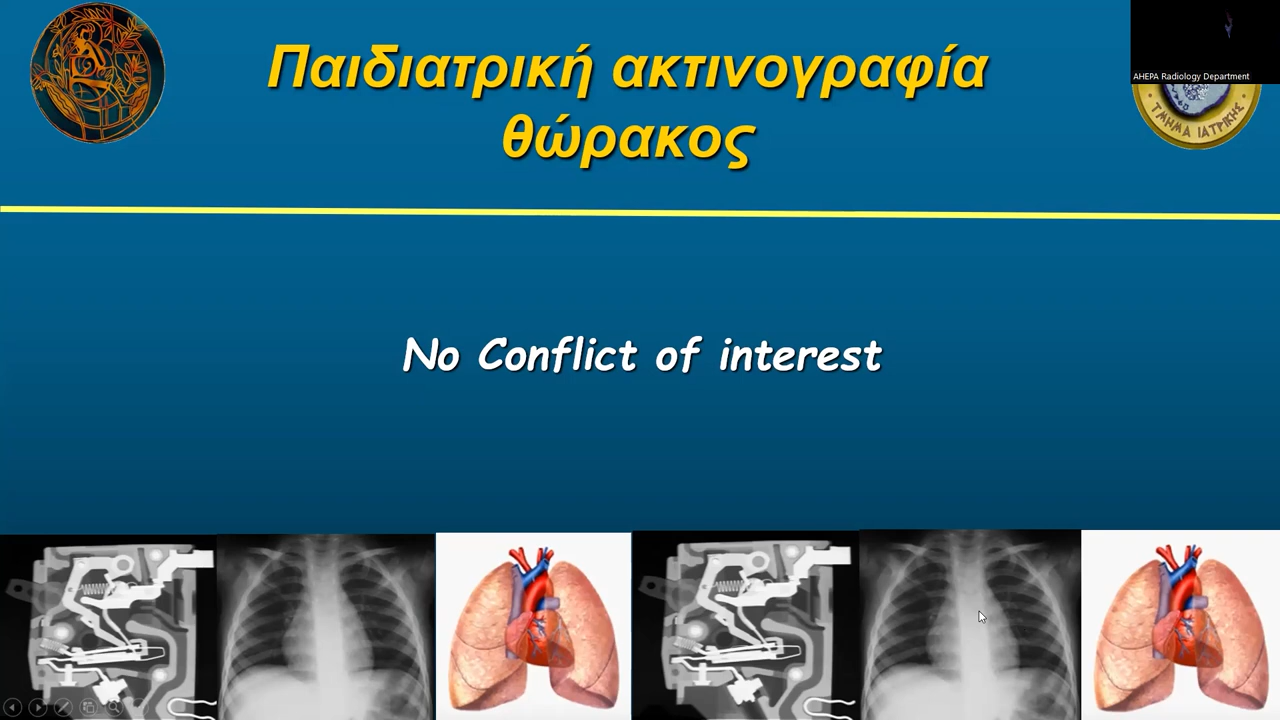 Παιδιατρική ακτινογραφία
θώρακος
AHEPA Radiology Department
ΤΜΗΜΑ ΙΑΤΡΙΚΗΣ
No Conflict of interest